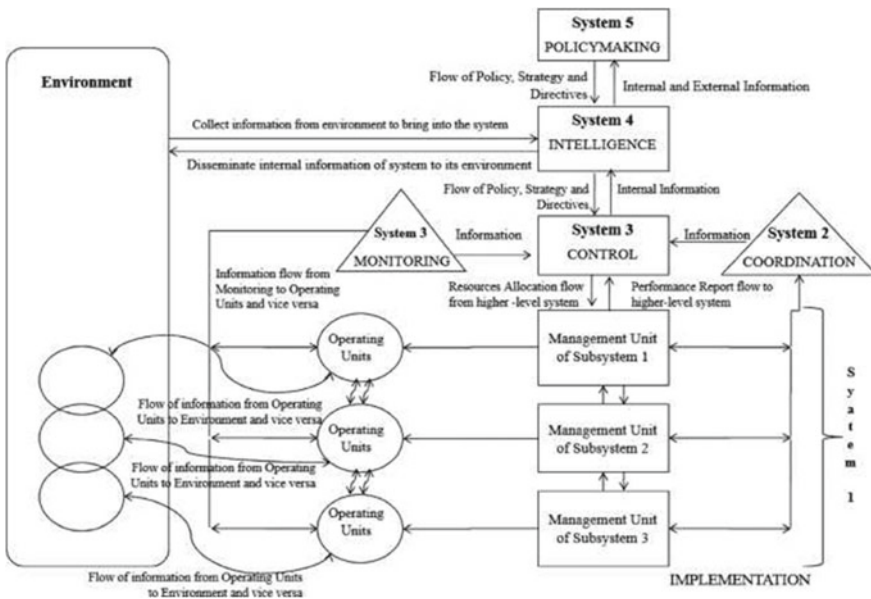 System 5
POLICYMAKING
Environment
Flow of Policy, Strategy and
Directives
Internal and External Information
Collect information from environment to bring into the system
System 4
INTELLIGENCE
Disseminate internal information of system to its environment
Flow of Policy, Strategy and
Directives
Internal Information
System 3
MONITORING
Information
System 3
CONTROL
Information
System 2
COORDINATION
Information flow from
Monitoring to Operating
Units and vice versa
Resources Allocation flow
from higher -level system
Performance Report flow to
higher-level system
Operating
Units
Management Unit
of Subsystem 1
Flow of information from Operating
Units to Environment and vice versa
Operating
Units
Management Unit
of Subsystem 2
Flow of information from Operating
Units to Environment and vice versa
Operating
Units
Management Unit
of Subsystem 3
Flow of information from Operating Units
to Environment and vice versa
S
y
a
t
e
m
1
IMPLEMENTATION